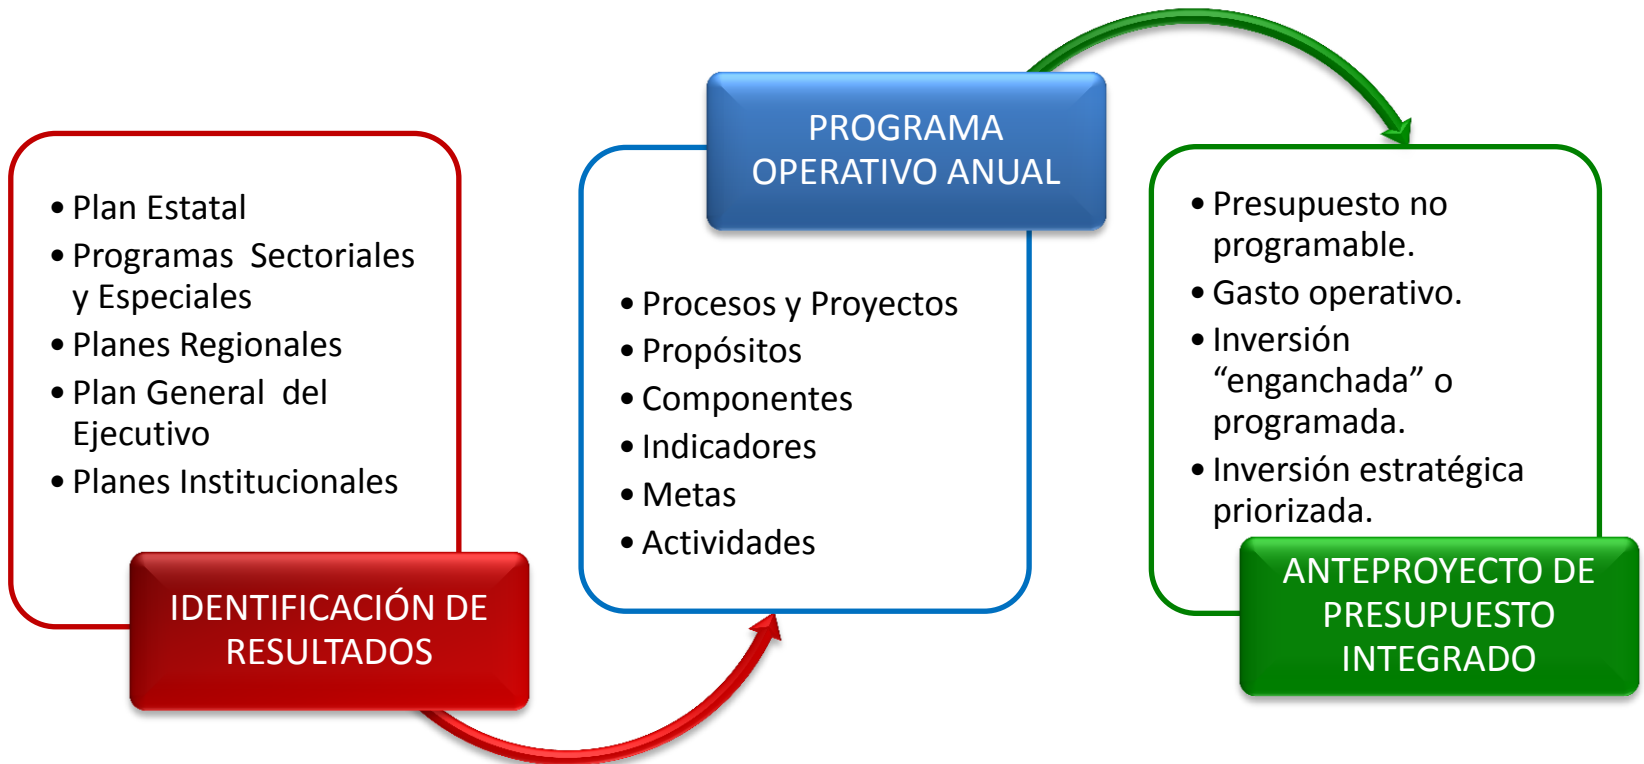 • Plan Estatal
• Programas Sectoriales
y Especiales
• Planes Regionales
• Plan General del
Ejecutivo
• Planes Institucionales
IDENTIFICACIÓN DE
RESULTADOS
PROGRAMA
OPERATIVO ANUAL
• Procesos y Proyectos
• Propósitos
• Componentes
• Indicadores
• Metas
• Actividades
• Presupuesto no
programable.
• Gasto operativo.
• Inversión
“enganchada” o
programada.
• Inversión estratégica
priorizada.
ANTEPROYECTO DE
PRESUPUESTO
INTEGRADO